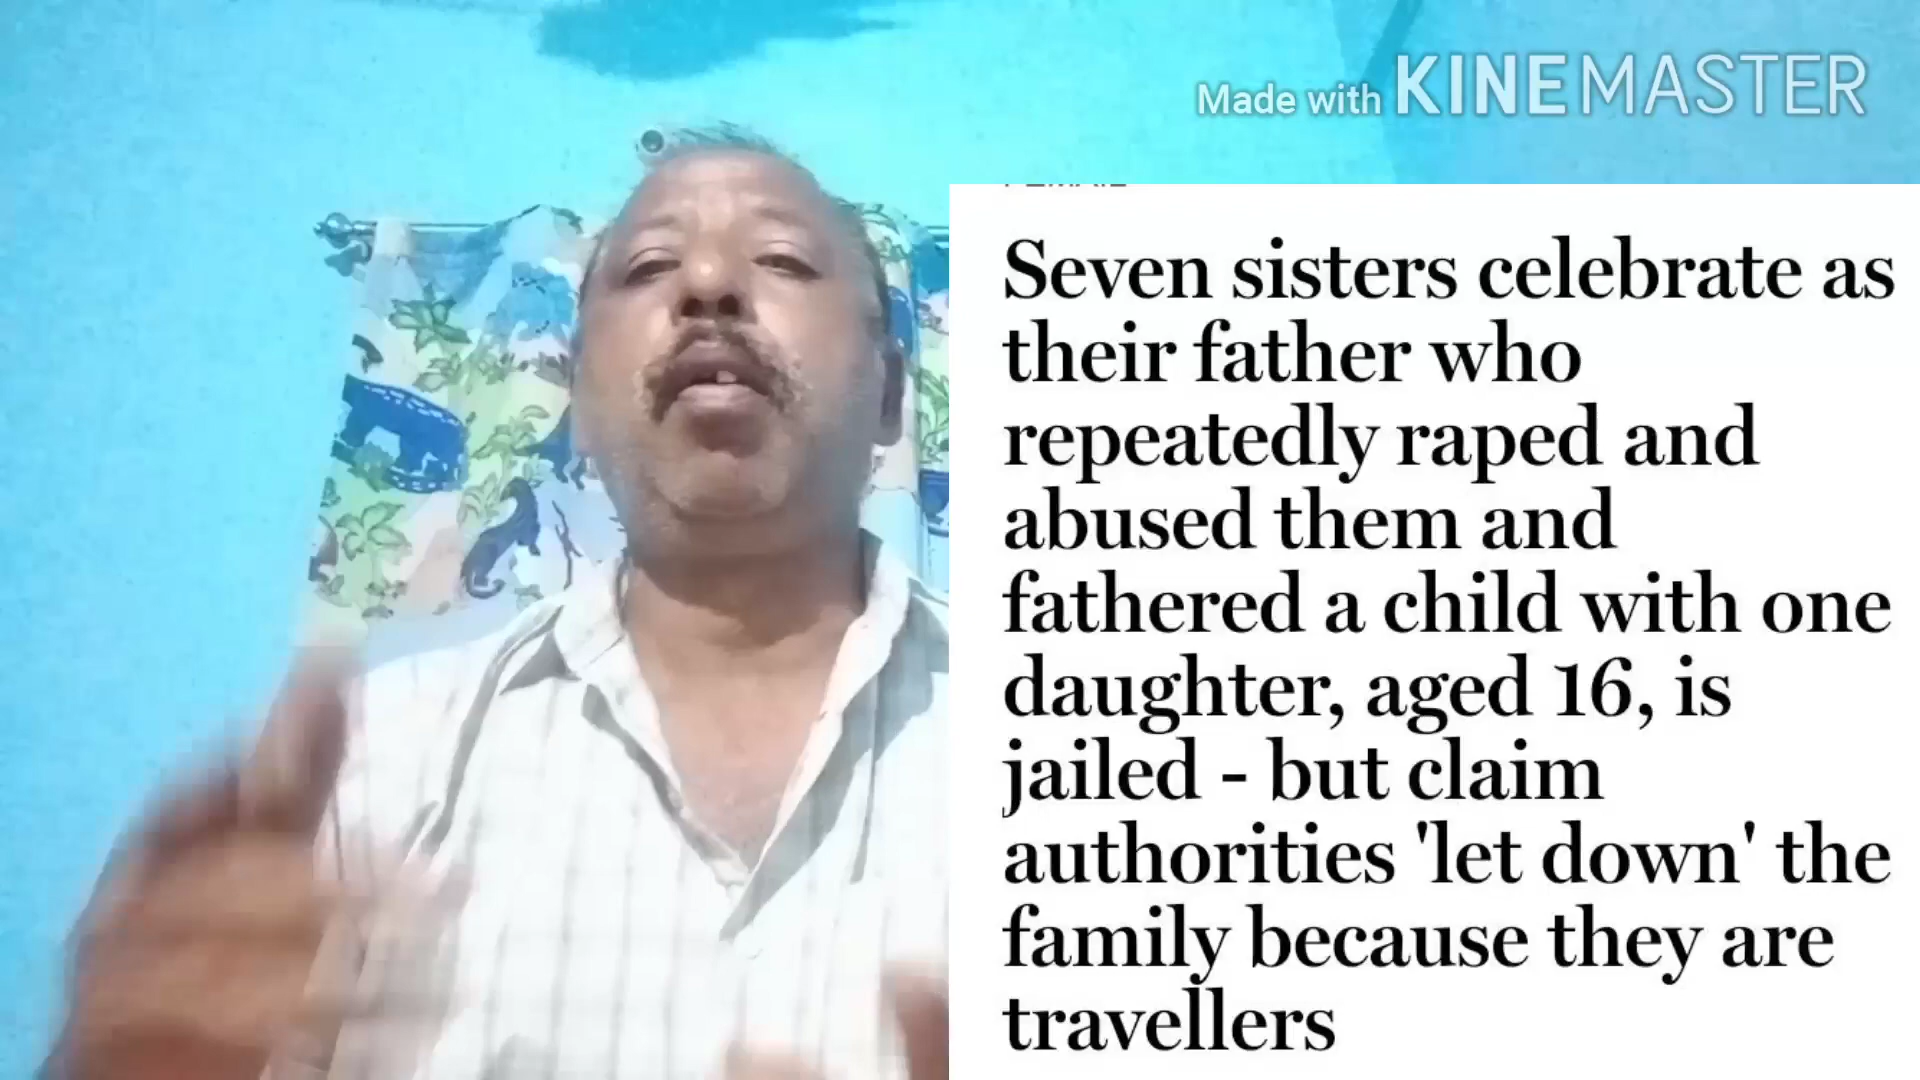 Made with KINEMASTER
Seven sisters celebrate as
their father who
repeatedly raped and
abused them and
fathered a child with one
daughter, aged 16, is
jailed - but claim
authorities 'let down' the
family because they are
travellers